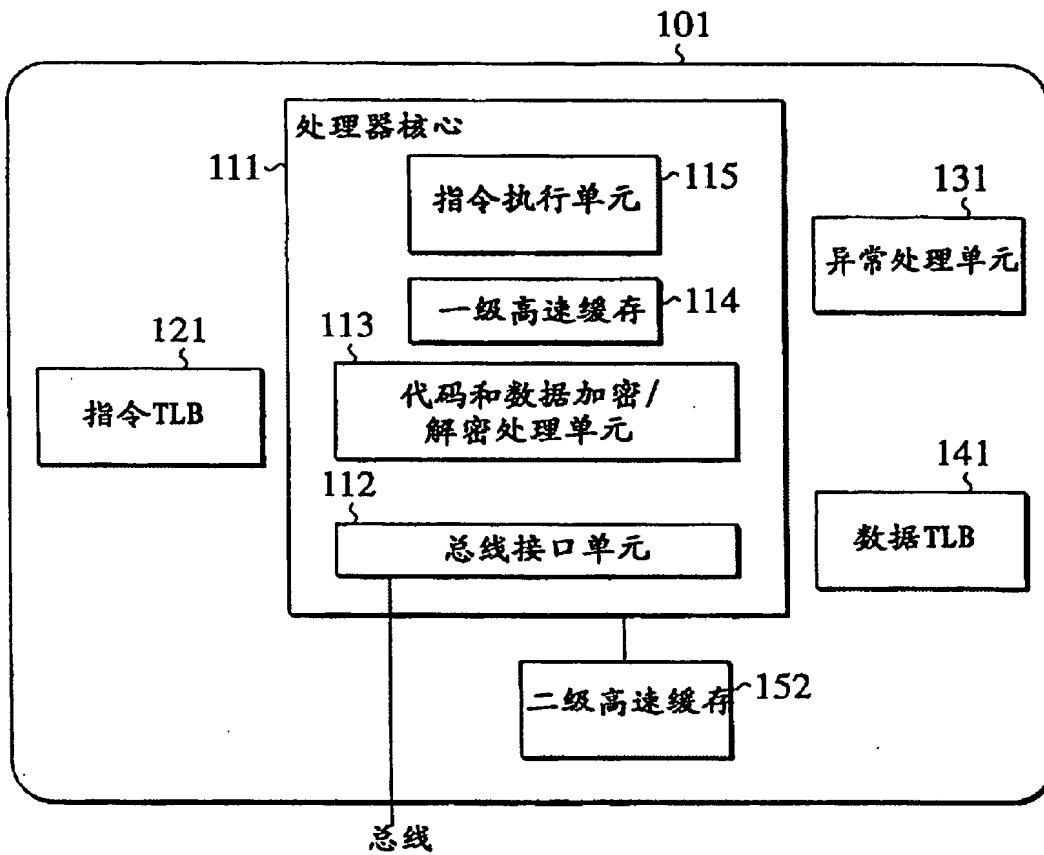 101
处理器核心
111
指令执行单元
115
131
异常处理单元
一级高速缓存
114
113
121
代码和数据加密/
解密处理单元
指令TLB
112
141
总线接口单元
数据TLB
二级高速缓存
152
总线